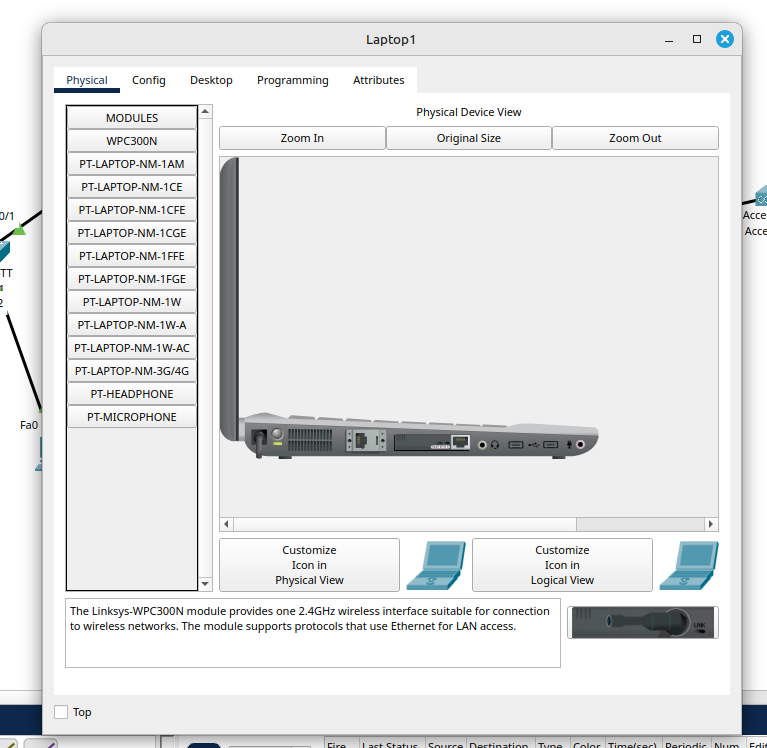 Laptop1
Physical
Config
Desktop
Programming
Attributes
MODULES
WPC300N
PT-LAPTOP-NM-1AM
PT-LAPTOP-NM-1CE
PT-LAPTOP-NM-1CFE
PT-LAPTOP-NM-1CGE
PT-LAPTOP-NM-1FFE
PT-LAPTOP-NM-1FGE
PT-LAPTOP-NM-1W
PT-LAPTOP-NM-1W-A
PT-LAPTOP-NM-1W-AC
PT-LAPTOP-NM-3G/4G
PT-HEADPHONE
PT-MICROPHONE
Physical Device View
Zoom In
Original Size
Zoom Out
Customize
Icon in
Physical View
Customize
Icon in
Logical View
The Linksys-WPC300N module provides one 2.4GHz wireless interface suitable for connection
to wireless networks. The module supports protocols that use Ethernet for LAN access.
LINK
Top
0/1
TT
Fa0
Acce
Acce
Fire
Last Status
Source
Destination
Type
Color
Time(sec)
Periodic
Num
Edi